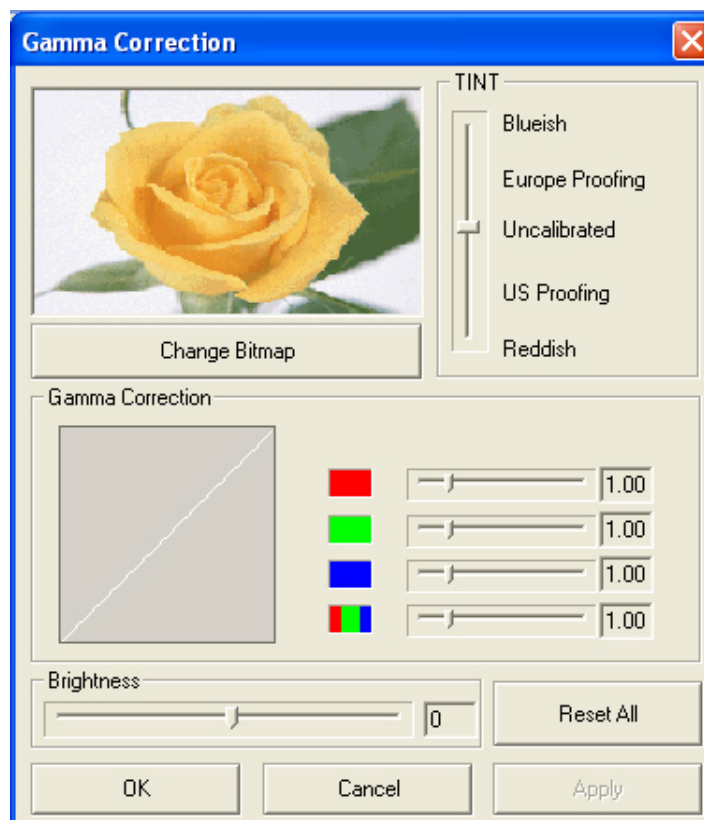 Gamma Correction
TINT
Blueish
Europe Proofing
Uncalibrated
US Proofing
Reddish
Change Bitmap
Gamma Correction
1.00
1.00
1.00
1.00
Brightness
0
Reset All
OK
Cancel
Apply